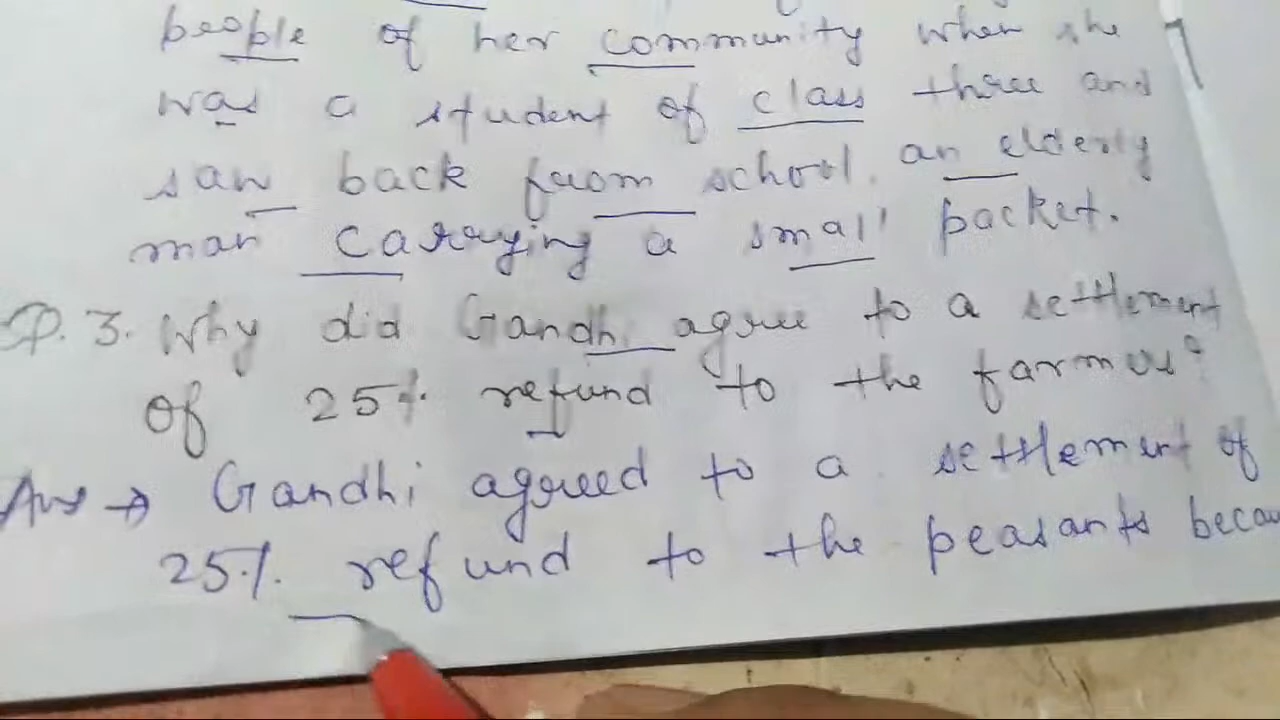 people of her community when she
was a student of class three and
saw back from school. an elderly
man carrying a small packet.
Q. 3. Why did Gandhi agree to a settlement
of 25% refund to the farmers?
Ans → Gandhi agreed to a settlement of
25% refund to the peasants becau